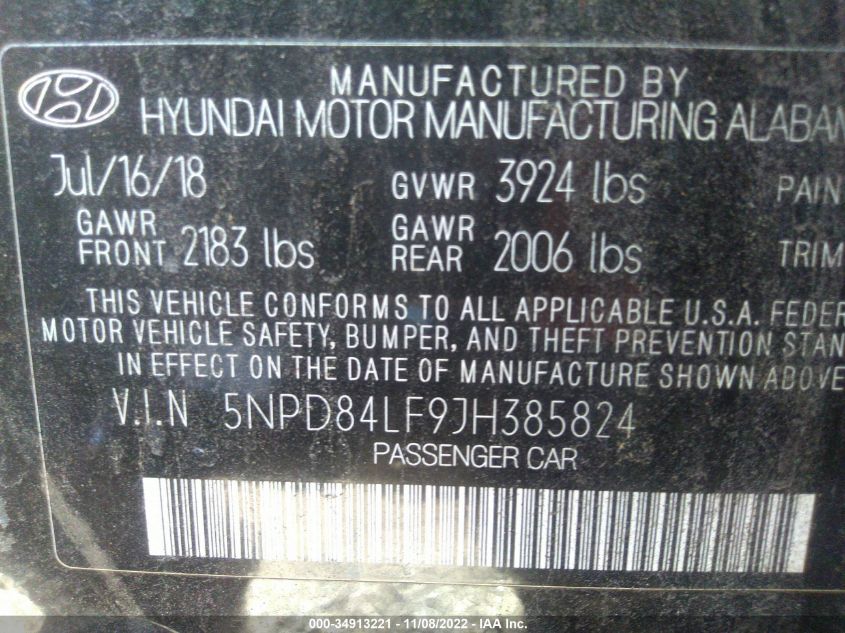 MANUFACTURED BY
HYUNDAI MOTOR MANUFACTURING ALABAM
Jul/16/18 GVWR 3924 lbs PAIN
GAWR FRONT 2183 lbs GAWR REAR 2006 lbs TRIM
THIS VEHICLE CONFORMS TO ALL APPLICABLE U.S.A. FEDER
MOTOR VEHICLE SAFETY, BUMPER, AND THEFT PREVENTION STAN
IN EFFECT ON THE DATE OF MANUFACTURE SHOWN ABOVE
V.I.N 5NPD84LF9JH385824
PASSENGER CAR
000-34913221 - 11/08/2022 - IAA Inc.